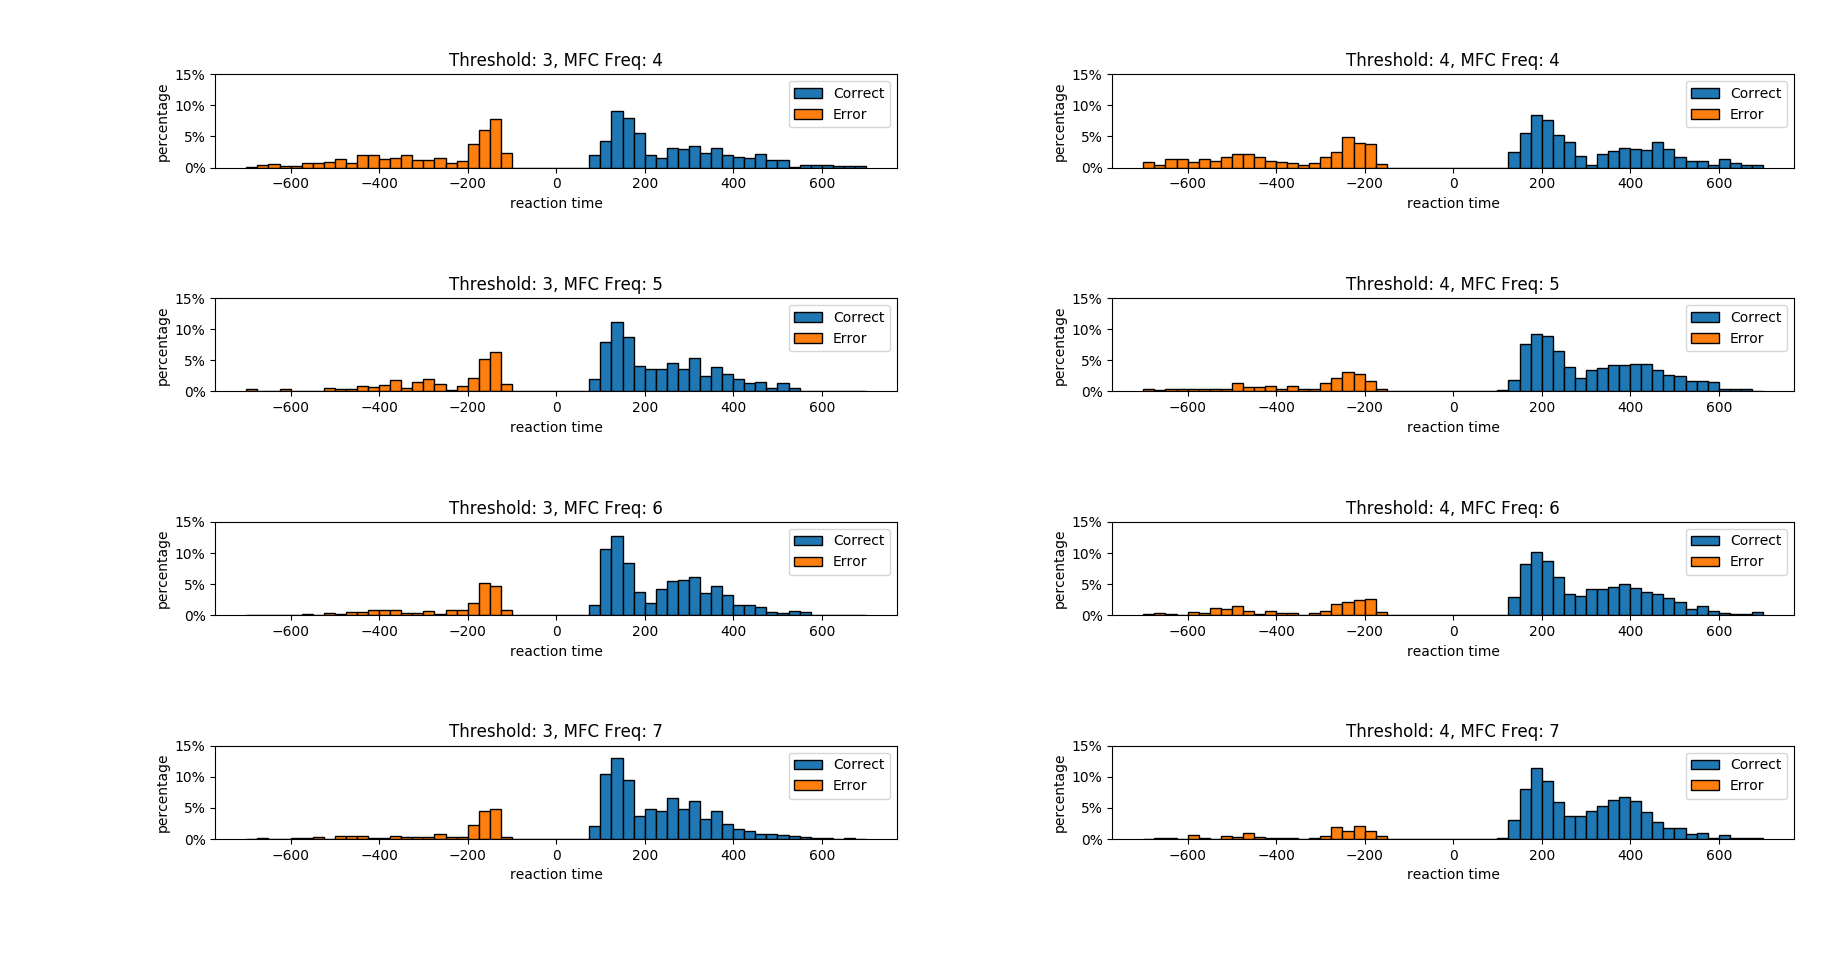 Threshold: 3, MFC Freq: 4
15%
10%
5%
0%
percentage
Correct
Error
−600 −400 −200 0 200 400 600
reaction time
Threshold: 4, MFC Freq: 4
15%
10%
5%
0%
percentage
Correct
Error
−600 −400 −200 0 200 400 600
reaction time
Threshold: 3, MFC Freq: 5
15%
10%
5%
0%
percentage
Correct
Error
−600 −400 −200 0 200 400 600
reaction time
Threshold: 4, MFC Freq: 5
15%
10%
5%
0%
percentage
Correct
Error
−600 −400 −200 0 200 400 600
reaction time
Threshold: 3, MFC Freq: 6
15%
10%
5%
0%
percentage
Correct
Error
−600 −400 −200 0 200 400 600
reaction time
Threshold: 4, MFC Freq: 6
15%
10%
5%
0%
percentage
Correct
Error
−600 −400 −200 0 200 400 600
reaction time
Threshold: 3, MFC Freq: 7
15%
10%
5%
0%
percentage
Correct
Error
−600 −400 −200 0 200 400 600
reaction time
Threshold: 4, MFC Freq: 7
15%
10%
5%
0%
percentage
Correct
Error
−600 −400 −200 0 200 400 600
reaction time